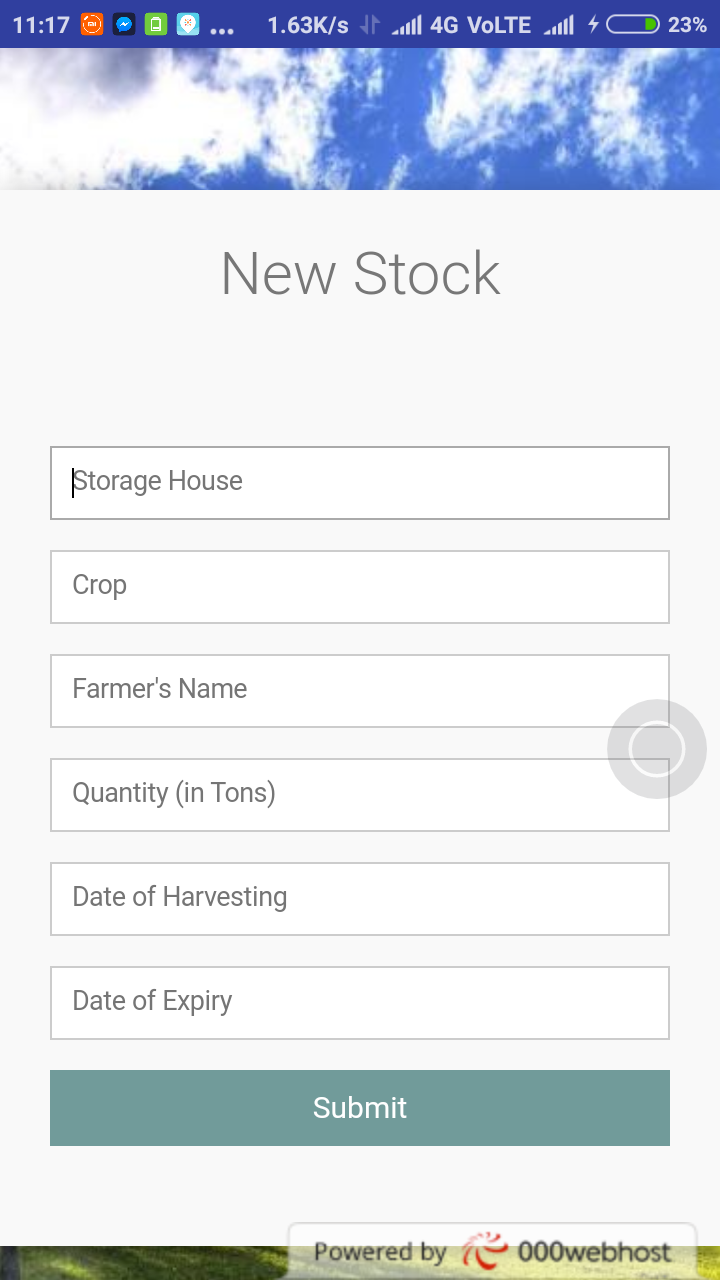 11:17 ... 1.63K/s 4G VoLTE 23%
New Stock
Storage House
Crop
Farmer's Name
Quantity (in Tons)
Date of Harvesting
Date of Expiry
Submit
Powered by 000webhost